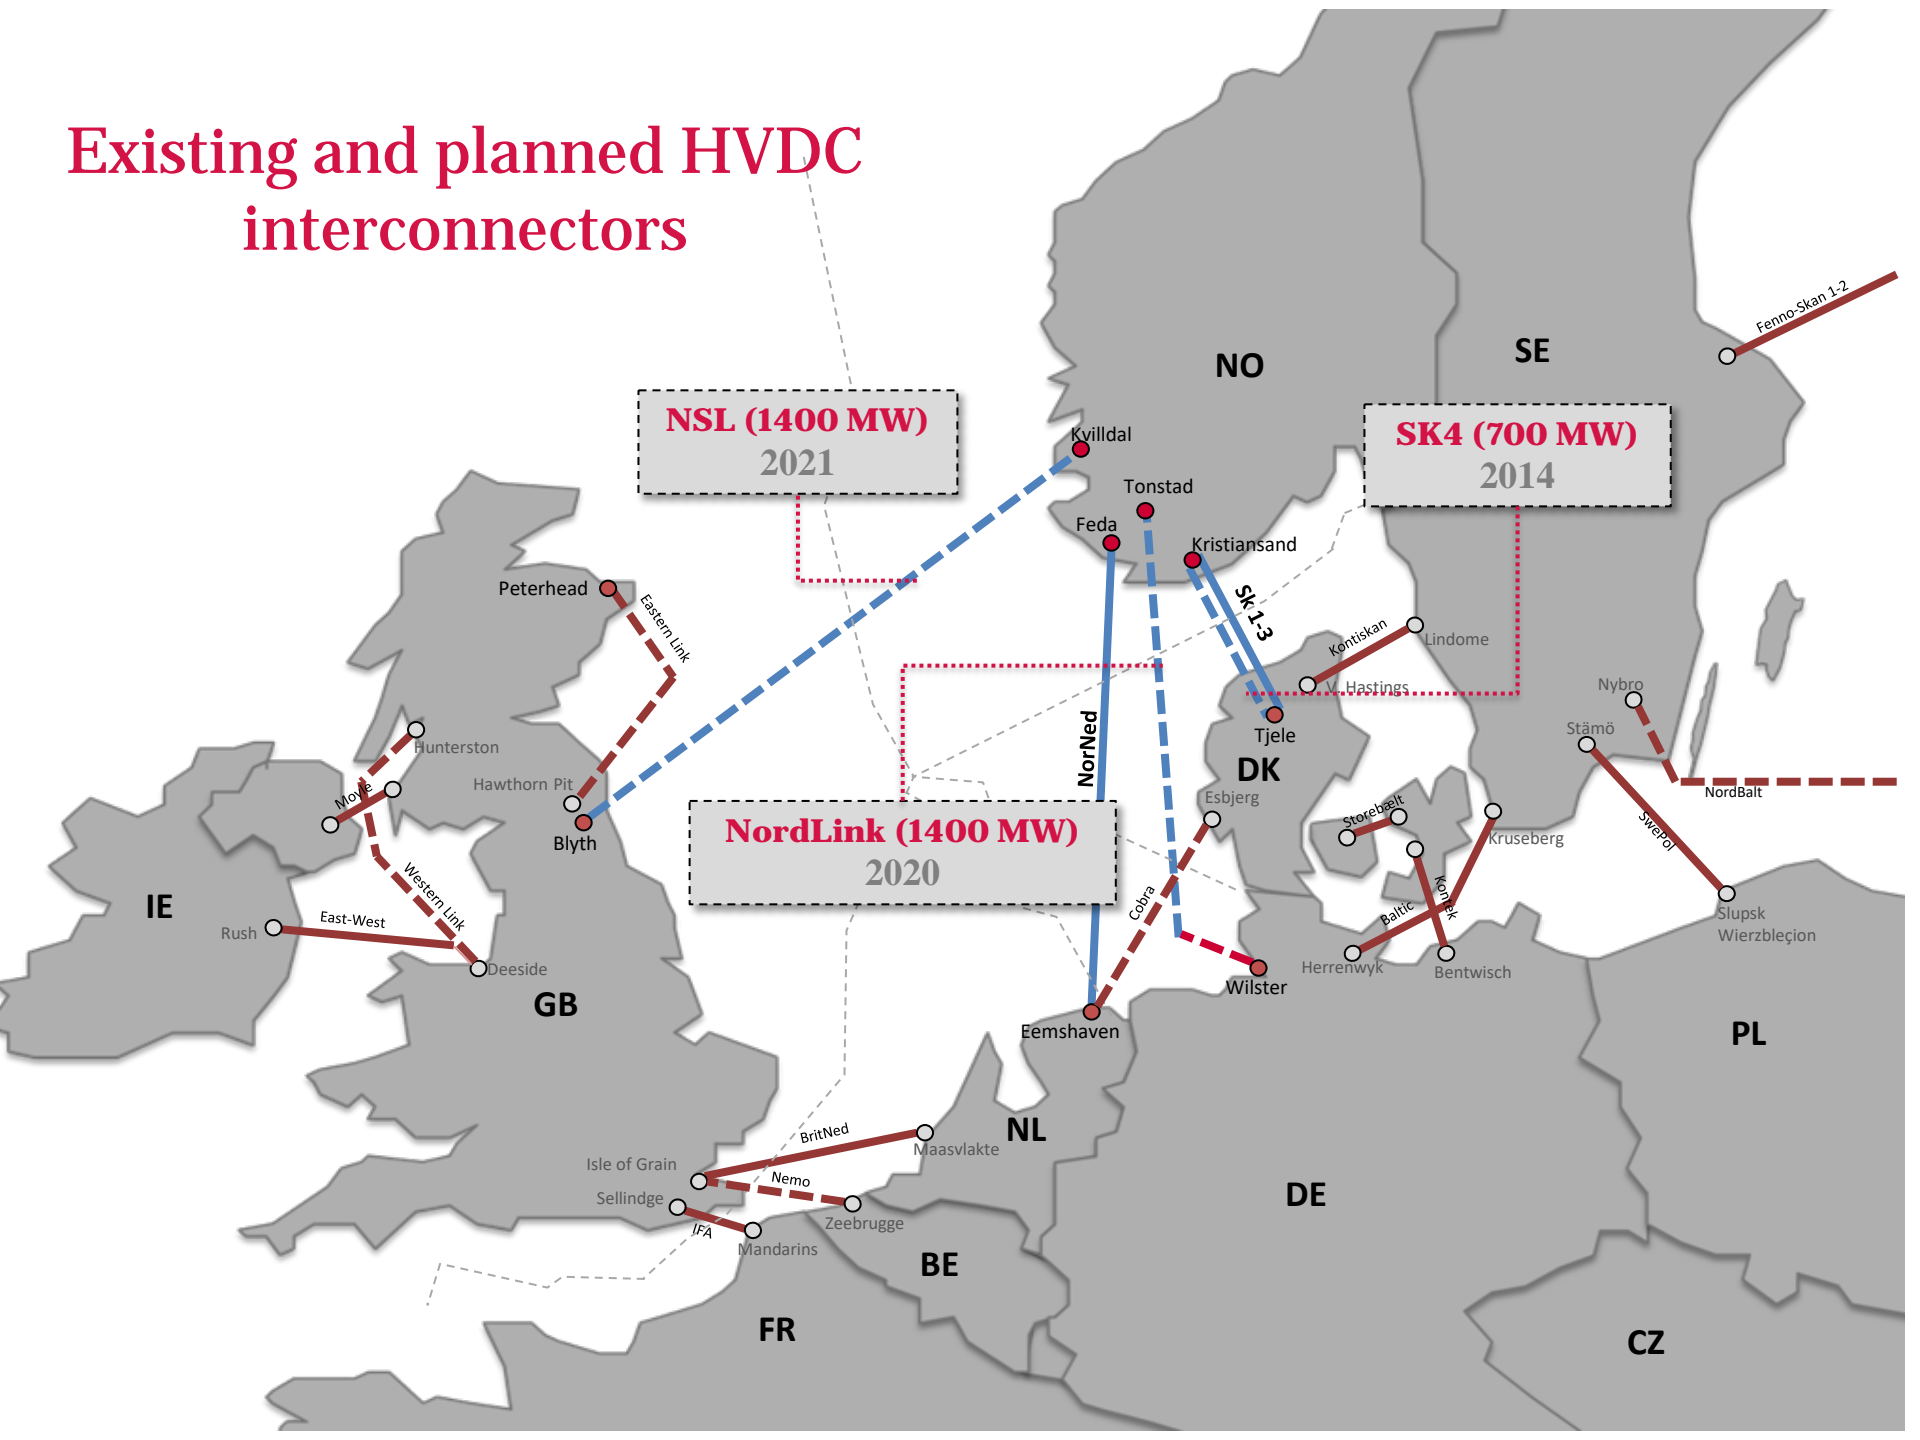 Existing and planned HVDC
interconnectors
Fenno-Skan 1-2
SE
NO
NSL (1400 MW)
2021
SK4 (700 MW)
2014
Kvilldal
Tonstad
Feda
Kristiansand
Peterhead
Eastern Link
Sk 1-3
Kontiskan
Lindome
V. Hastings
Nybro
Stämö
Tjele
NorNed
DK
Hunterston
Hawthorn Pit
Moyle
Blyth
Esbjerg
Storebælt
NordBalt
SwePol
Kruseberg
NordLink (1400 MW)
2020
Western Link
IE
East-West
Rush
Deeside
Cobra
Kontek
Baltic
Slupsk
Wierzbleçion
Herrenwyk
Bentwisch
Wilster
GB
Eemshaven
PL
BritNed
NL
Maasvlakte
Isle of Grain
Nemo
Sellindge
IFA
Zeebrugge
Mandarins
DE
BE
FR
CZ